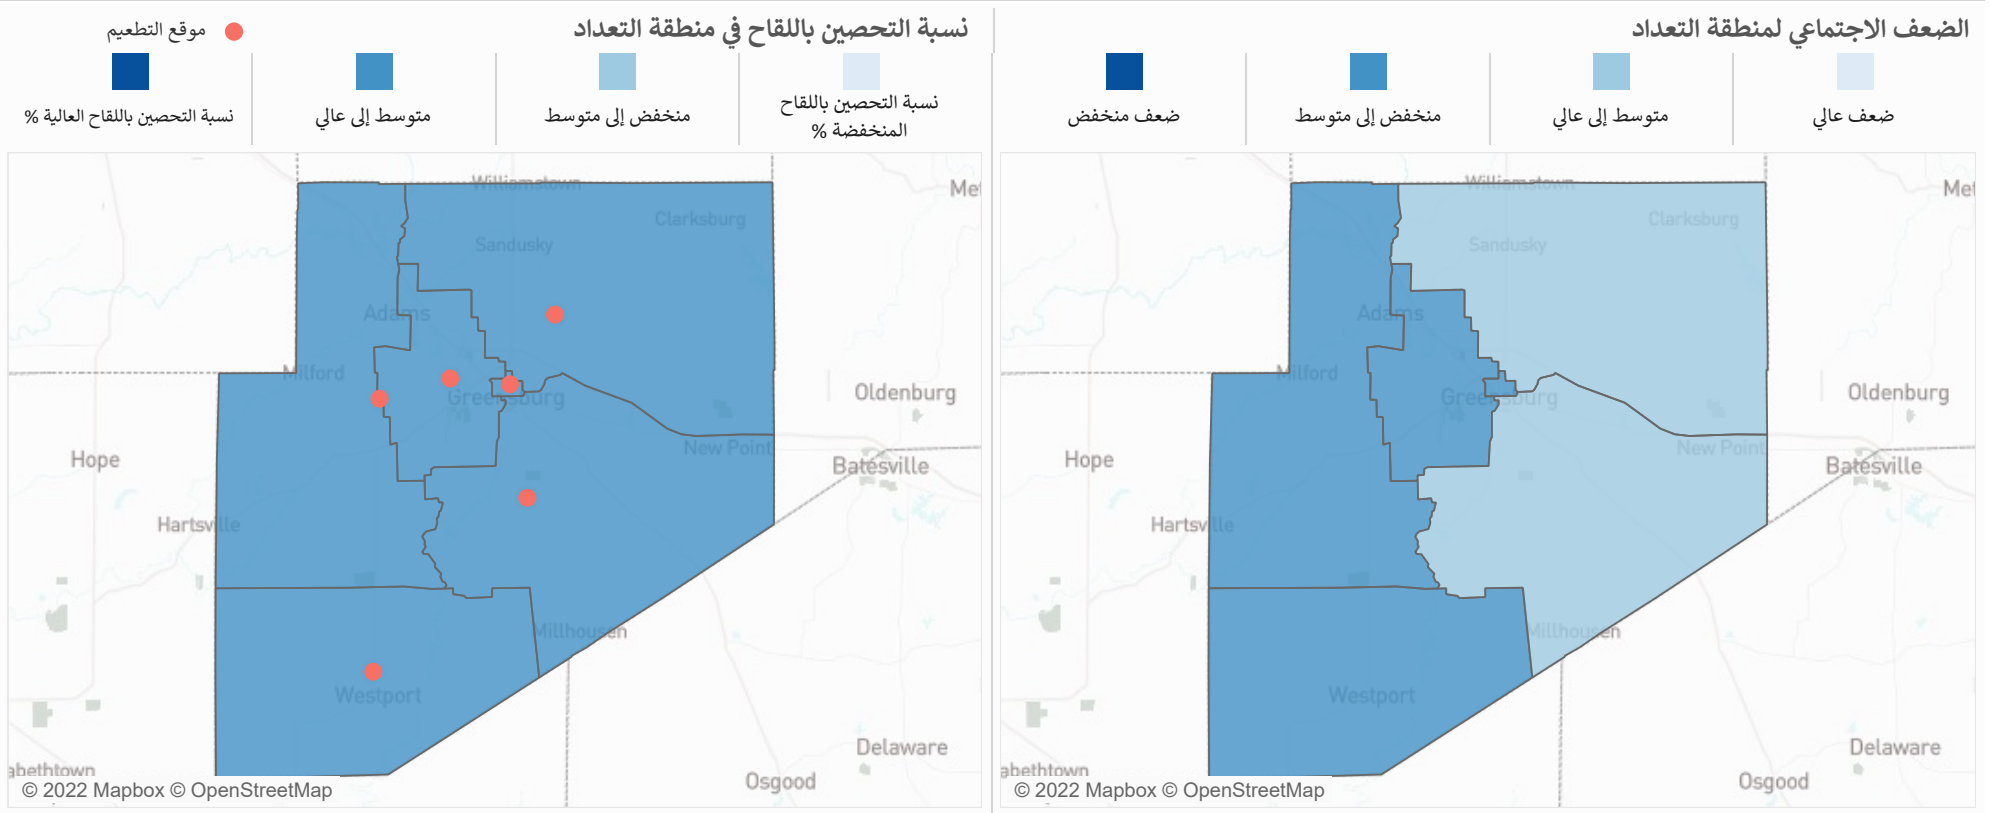 الضعف الاجتماعي لمنطقة التعداد
ضعف عالي
متوسط إلى عالي
منخفض إلى متوسط
ضعف منخفض
Williamstown
Clarksburg
Sandusky
Adams
Milford
Greensburg
Oldenburg
New Point
Hope
Batesville
Hartsville
Millhousen
Westport
Delaware
Osgood
© 2022 Mapbox © OpenStreetMap
نسبة التحصين باللقاح في منطقة التعداد
موقع التطعيم
نسبة التحصين باللقاح المنخفضة %
منخفض إلى متوسط
متوسط إلى عالي
نسبة التحصين باللقاح العالية %
Williamstown
Clarksburg
Sandusky
Adams
Milford
Greensburg
Oldenburg
New Point
Hope
Batesville
Hartsville
Millhousen
Westport
Delaware
Osgood
© 2022 Mapbox © OpenStreetMap